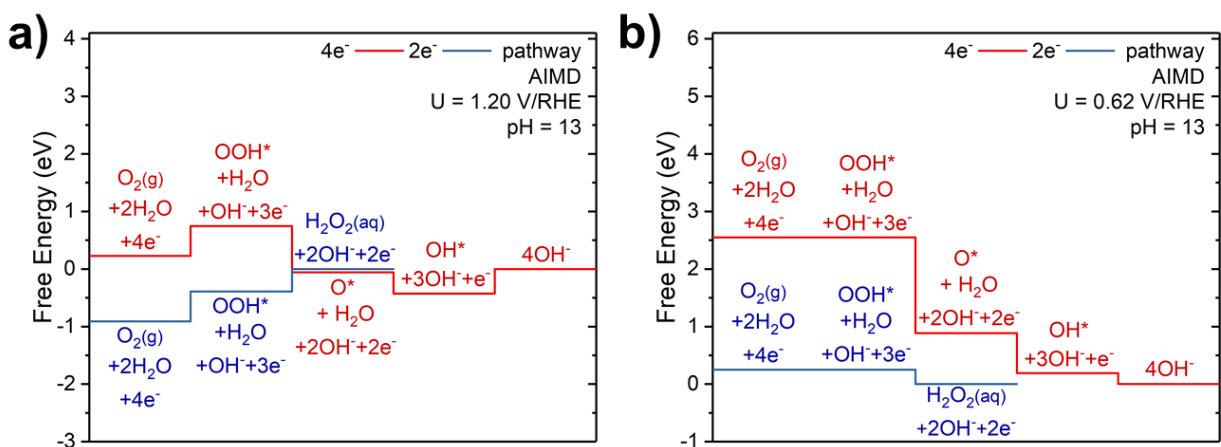 a)
4e⁻ 2e⁻ pathway
AIMD
U = 1.20 V/RHE
pH = 13
Free Energy (eV)
4
3
2
1
0
-1
-2
-3
O₂(g)
+2H₂O
+4e⁻
OOH*
+H₂O
+OH⁻+3e⁻
H₂O₂(aq)
+2OH⁻+2e⁻
OH*
+3OH⁻+e⁻
4OH⁻
O₂(g)
+2H₂O
+4e⁻
OOH*
+H₂O
+OH⁻+3e⁻
O*
+ H₂O
+2OH⁻+2e⁻
b)
4e⁻ 2e⁻ pathway
AIMD
U = 0.62 V/RHE
pH = 13
Free Energy (eV)
6
5
4
3
2
1
0
-1
O₂(g)
+2H₂O
+4e⁻
OOH*
+H₂O
+OH⁻+3e⁻
O*
+ H₂O
+2OH⁻+2e⁻
OH*
+3OH⁻+e⁻
4OH⁻
O₂(g)
+2H₂O
+4e⁻
OOH*
+H₂O
+OH⁻+3e⁻
H₂O₂(aq)
+2OH⁻+2e⁻